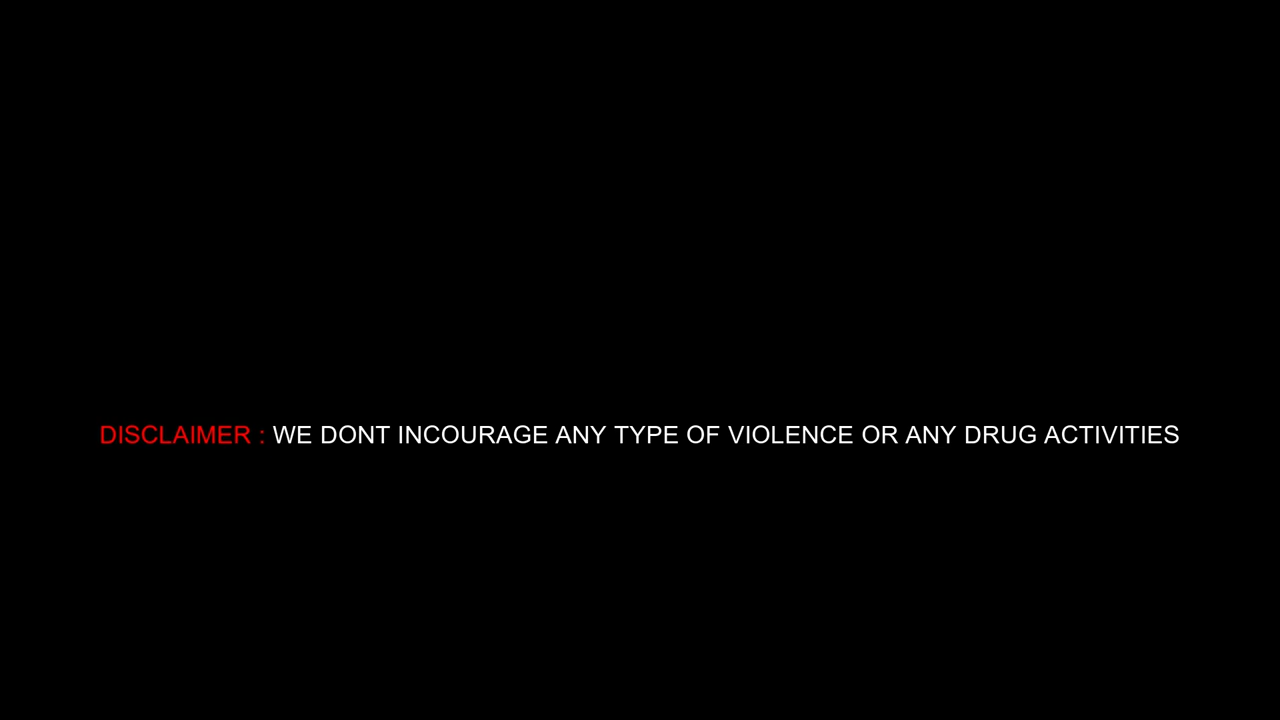 DISCLAIMER : WE DONT INCOURAGE ANY TYPE OF VIOLENCE OR ANY DRUG ACTIVITIES